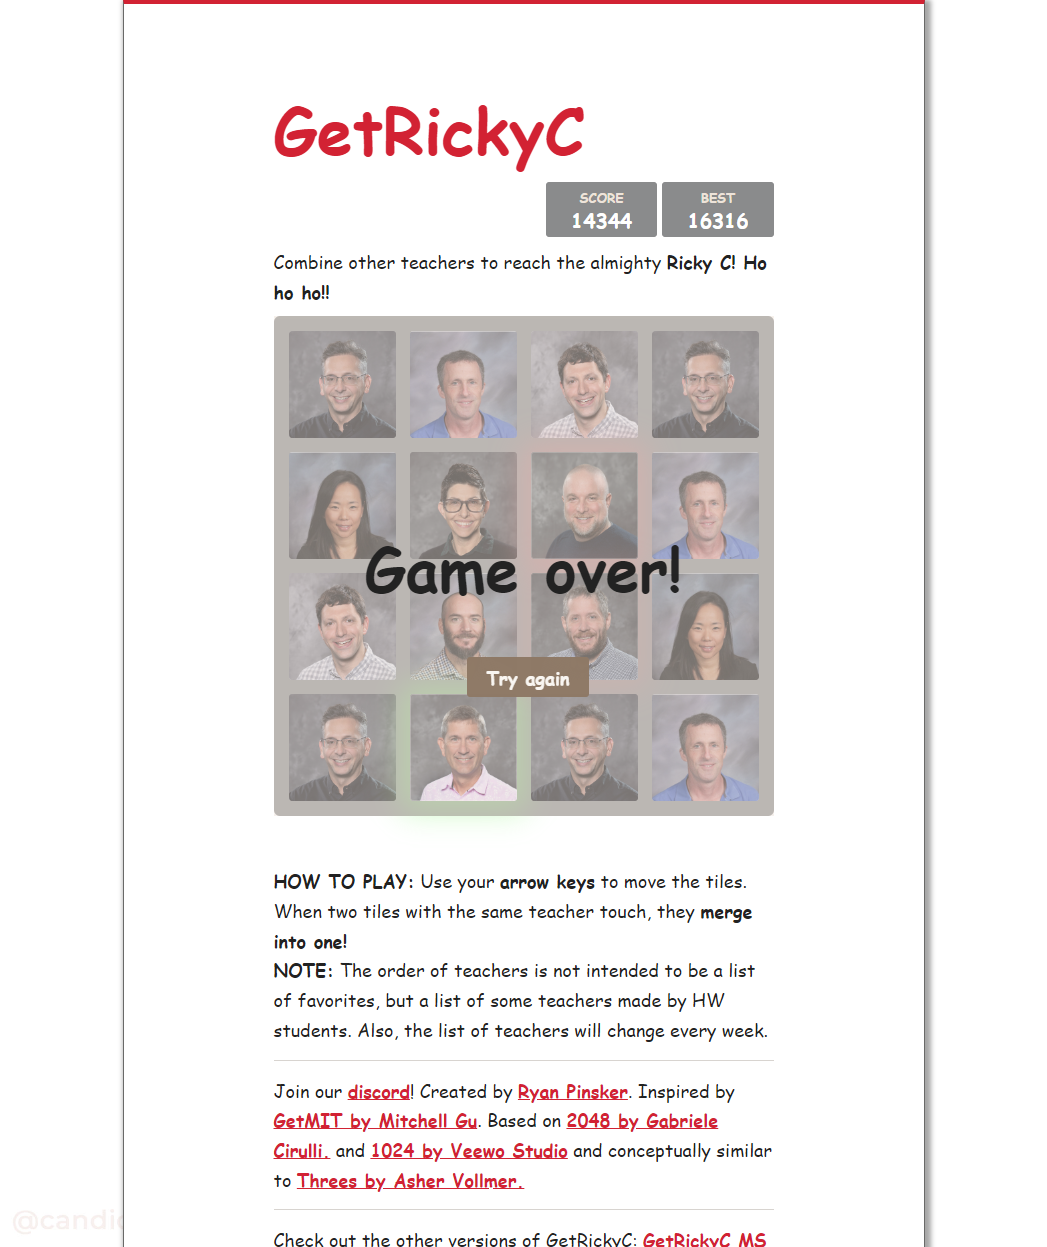 GetRickyC
SCORE
14344
BEST
16316
Combine other teachers to reach the almighty Ricky C! Ho
ho ho!!
Game over!
Try again
HOW TO PLAY: Use your arrow keys to move the tiles.
When two tiles with the same teacher touch, they merge
into one!
NOTE: The order of teachers is not intended to be a list
of favorites, but a list of some teachers made by HW
students. Also, the list of teachers will change every week.
Join our discord! Created by Ryan Pinsker. Inspired by
GetMIT by Mitchell Gu. Based on 2048 by Gabriele
Cirulli. and 1024 by Veewo Studio and conceptually similar
to Threes by Asher Vollmer.
@candid
Check out the other versions of GetRickyC: GetRickyC MS